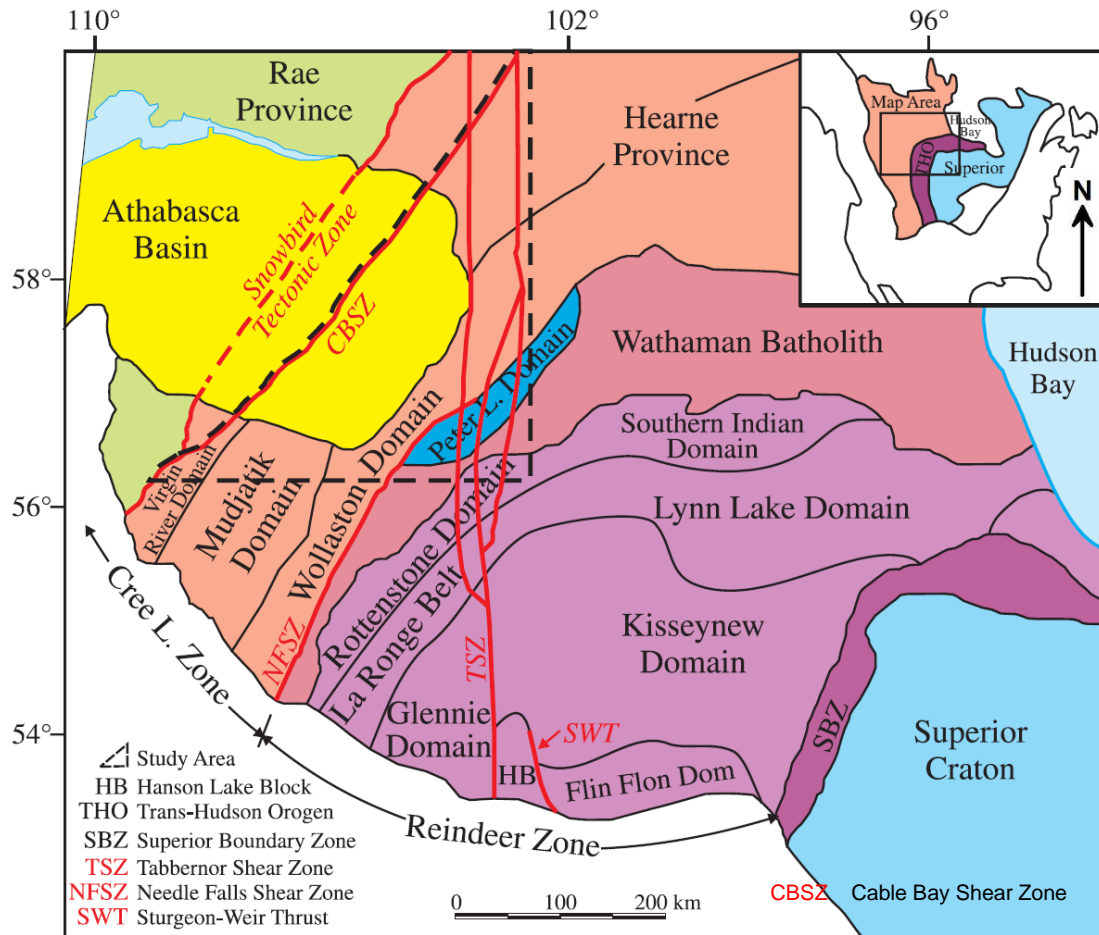 110°
102°
96°
Rae
Province
Hearne
Province
Map Area
Hudson
Bay
THO
Superior
N
Athabasca
Basin
Snowbird
Tectonic Zone
CBSZ
58°
Peter L. Domain
Wathaman Batholith
Hudson
Bay
Southern Indian
Domain
Virgin
River Domain
Mudjatik
Domain
Wollaston Domain
56°
Lynn Lake Domain
Rottenstone Domain
La Ronge Belt
Cree L. Zone
NFSZ
TSZ
Kisseynew
Domain
Glennie
Domain
SWT
SBZ
Superior
Craton
54°
HB
Flin Flon Dom
Reindeer Zone
Study Area
HB Hanson Lake Block
THO Trans-Hudson Orogen
SBZ Superior Boundary Zone
TSZ Tabbernor Shear Zone
NFSZ Needle Falls Shear Zone
SWT Sturgeon-Weir Thrust
0 100 200 km
CBSZ Cable Bay Shear Zone